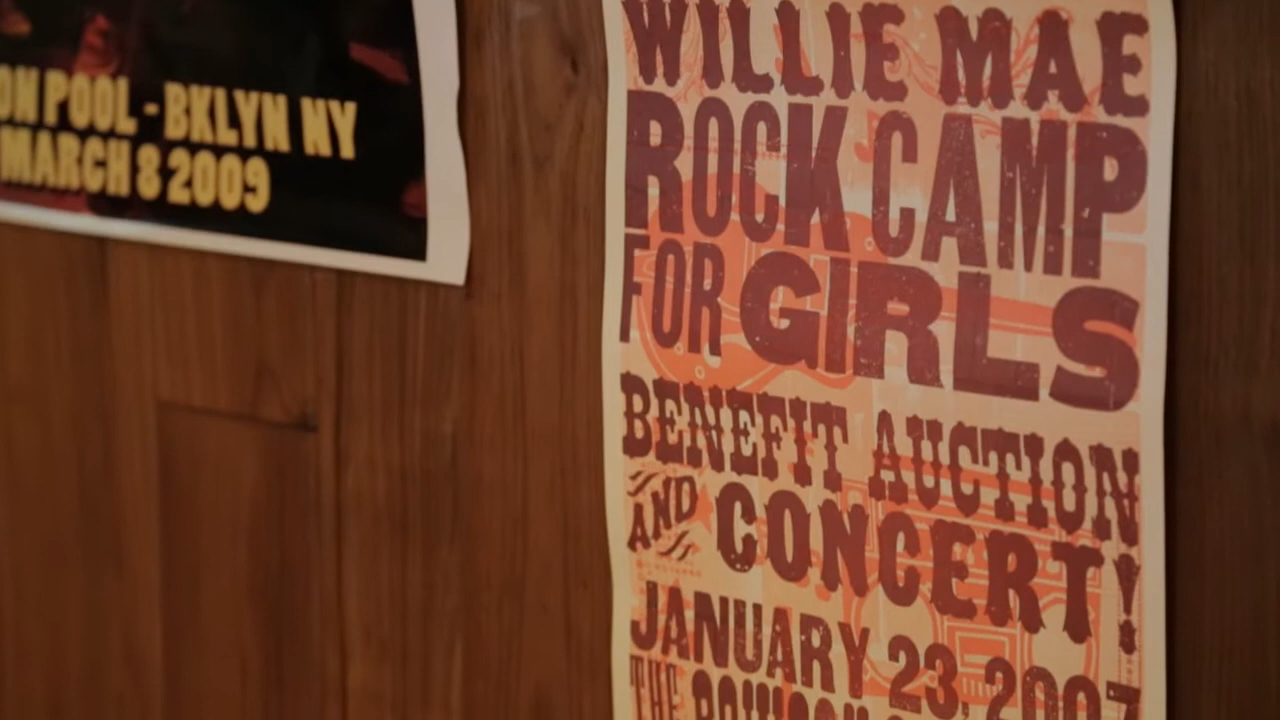 ON POOL - BKLYN NY
MARCH 8 2009
WILLIE MAE
ROCK CAMP
FOR GIRLS
BENEFIT AUCTION
AND CONCERT!
JANUARY 23, 2007
THE